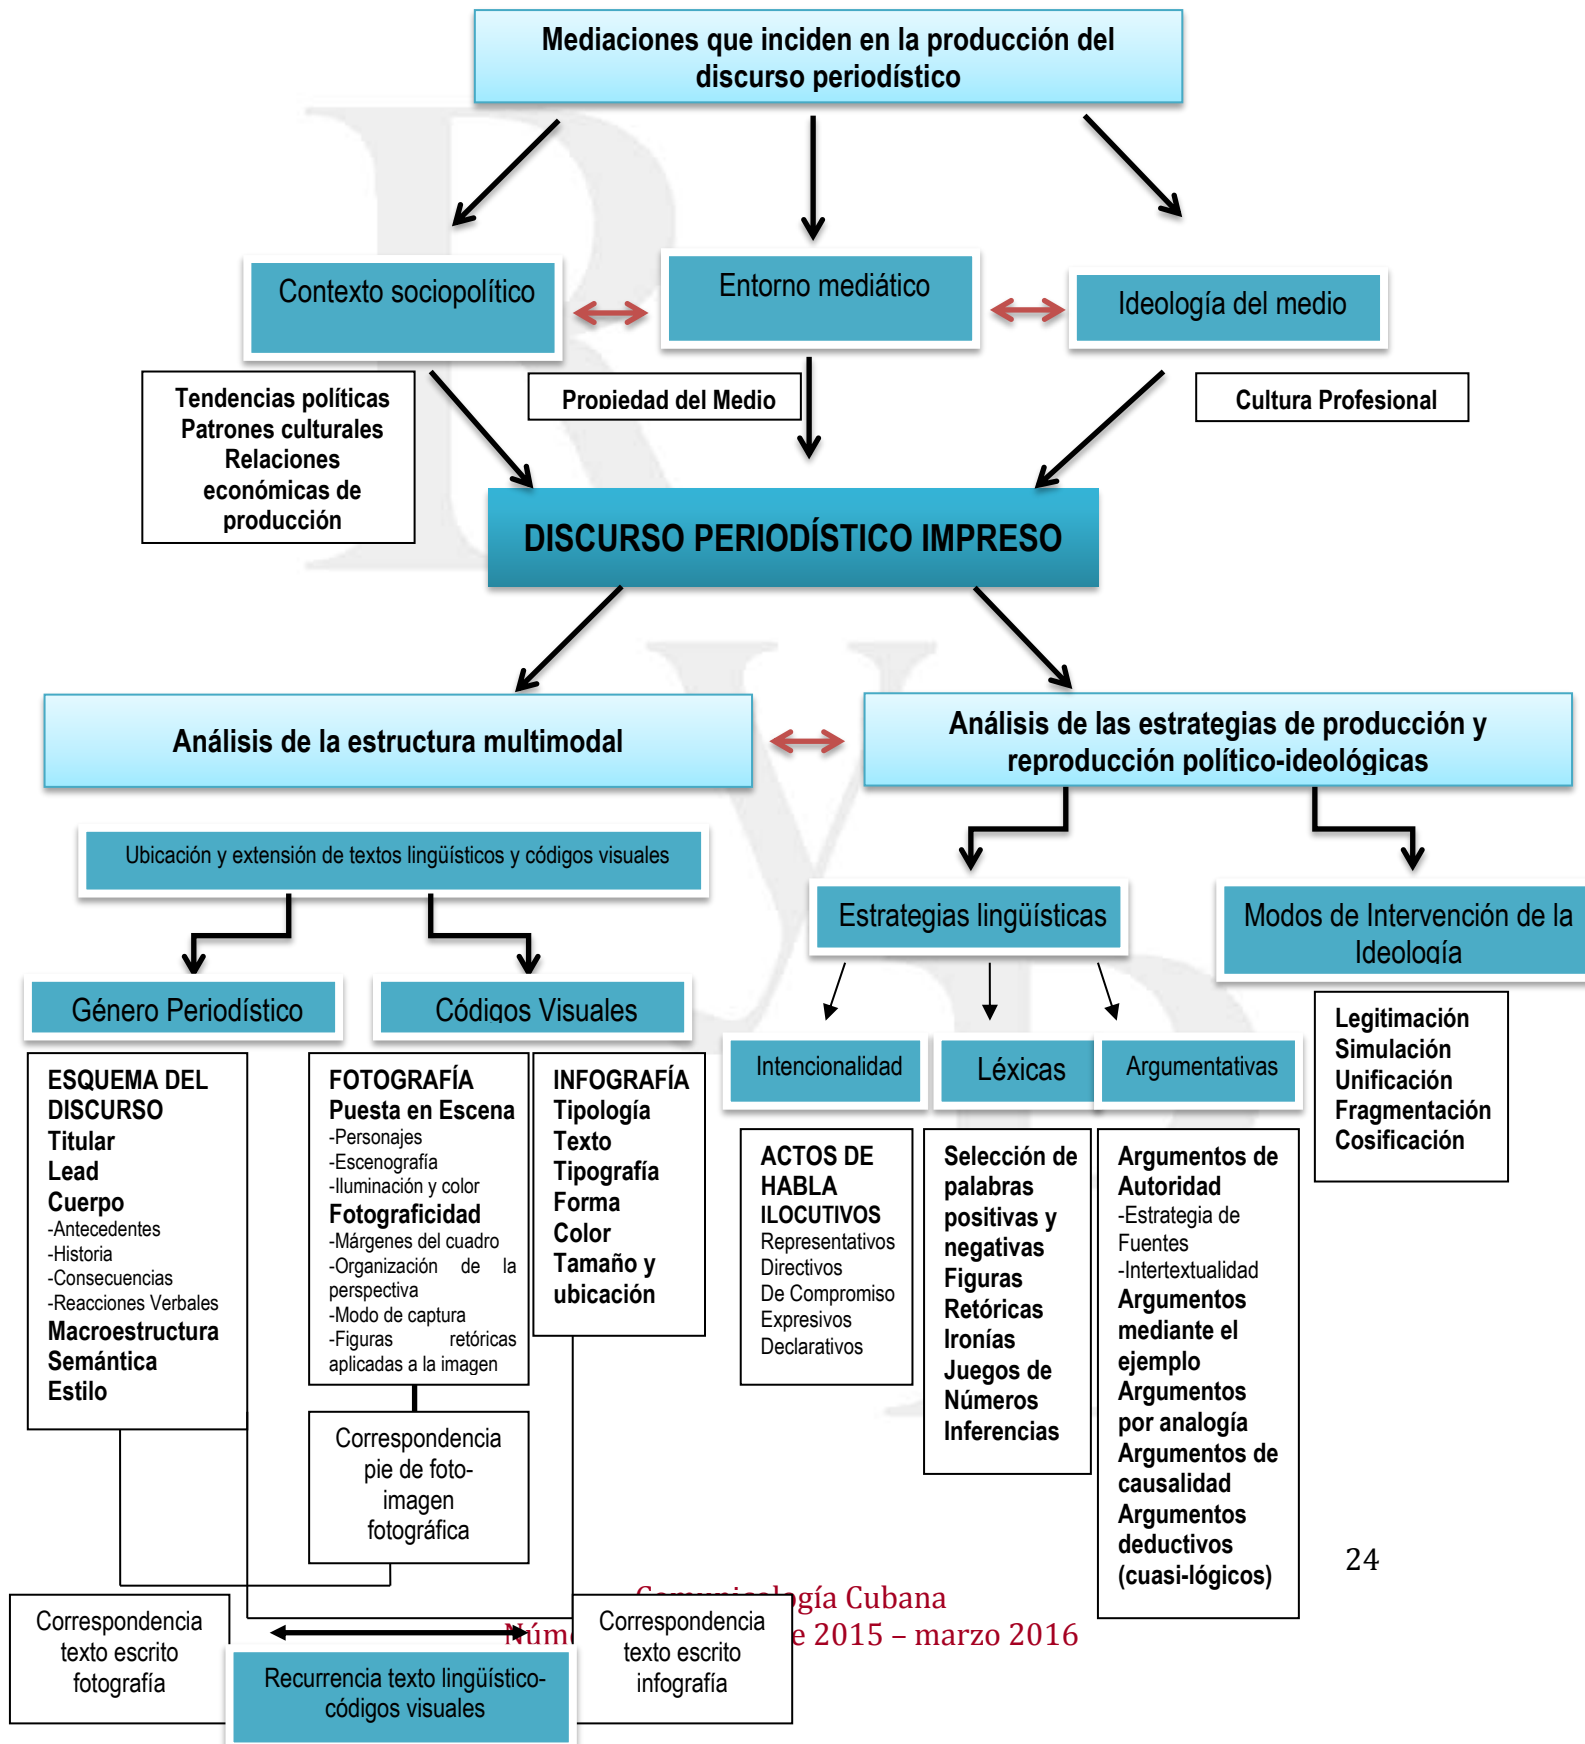 Mediaciones que inciden en la producción del
discurso periodístico
Contexto sociopolítico
Entorno mediático
Ideología del medio
Tendencias políticas
Patrones culturales
Relaciones
económicas de
producción
Propiedad del Medio
Cultura Profesional
DISCURSO PERIODÍSTICO IMPRESO
Análisis de la estructura multimodal
Análisis de las estrategias de producción y
reproducción político-ideológicas
Ubicación y extensión de textos lingüísticos y códigos visuales
Estrategias lingüísticas
Modos de Intervención de la
Ideología
Género Periodístico
Códigos Visuales
Intencionalidad
Léxicas
Argumentativas
Legitimación
Simulación
Unificación
Fragmentación
Cosificación
ESQUEMA DEL
DISCURSO
Titular
Lead
Cuerpo
-Antecedentes
-Historia
-Consecuencias
-Reacciones Verbales
Macroestructura
Semántica
Estilo
FOTOGRAFÍA
Puesta en Escena
-Personajes
-Escenografía
-Iluminación y color
Fotograficidad
-Márgenes del cuadro
-Organización de la
perspectiva
-Modo de captura
-Figuras retóricas
aplicadas a la imagen
INFOGRAFÍA
Tipología
Texto
Tipografía
Forma
Color
Tamaño y
ubicación
ACTOS DE
HABLA
ILOCUTIVOS
Representativos
Directivos
De Compromiso
Expresivos
Declarativos
Selección de
palabras
positivas y
negativas
Figuras
Retóricas
Ironías
Juegos de
Números
Inferencias
Argumentos de
Autoridad
-Estrategia de
Fuentes
-Intertextualidad
Argumentos
mediante el
ejemplo
Argumentos
por analogía
Argumentos de
causalidad
Argumentos
deductivos
(cuasi-lógicos)
Correspondencia
pie de foto-
imagen
fotográfica
24
Cubana
2015 – marzo 2016
Correspondencia
texto escrito
fotografía
Correspondencia
texto escrito
infografía
Recurrencia texto lingüístico-
códigos visuales